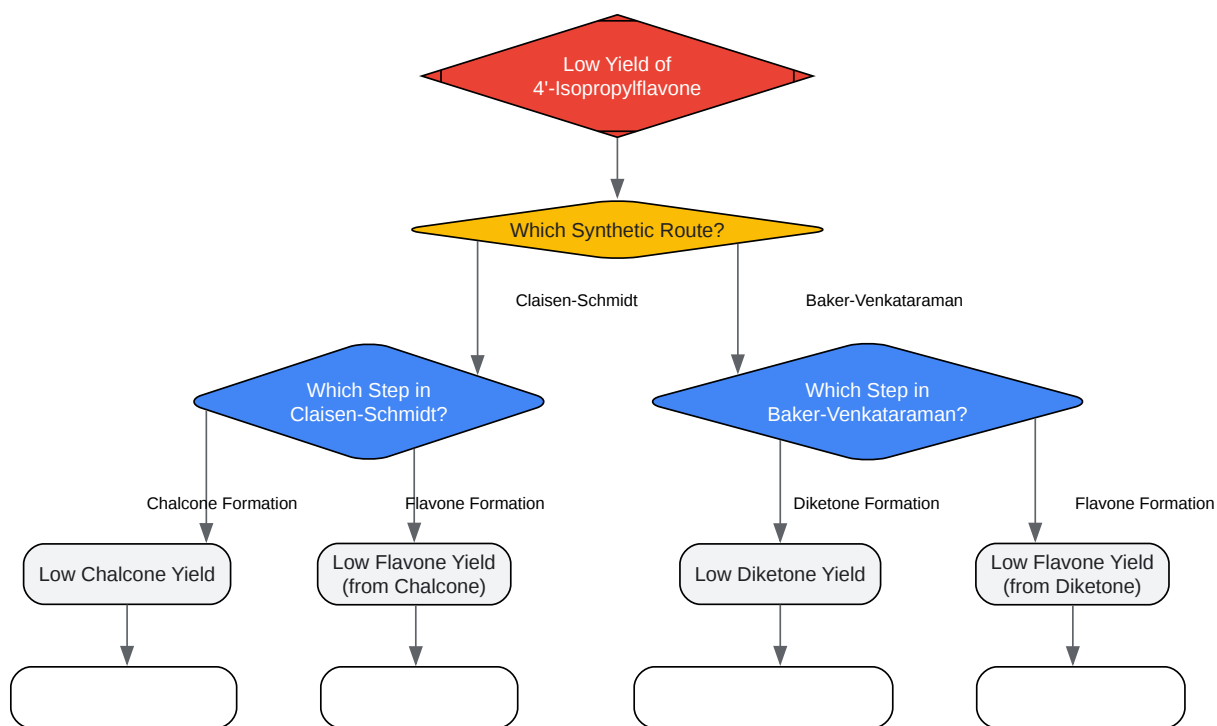 Low Yield of
4'-Isopropylflavone
Which Synthetic Route?
Claisen-Schmidt
Baker-Venkataraman
Which Step in
Claisen-Schmidt?
Which Step in
Baker-Venkataraman?
Chalcone Formation
Flavone Formation
Diketone Formation
Flavone Formation
Low Chalcone Yield
Low Flavone Yield
(from Chalcone)
Low Diketone Yield
Low Flavone Yield
(from Diketone)